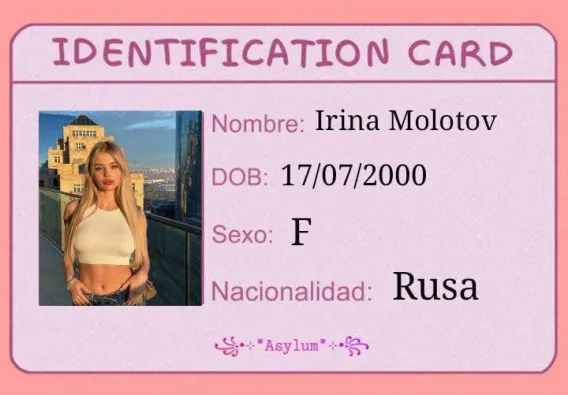 IDENTIFICATION CARD
Nombre: Irina Molotov
DOB: 17/07/2000
Sexo: F
Nacionalidad: Rusa
꧁•⊹٭Asylum٭⊹•꧂